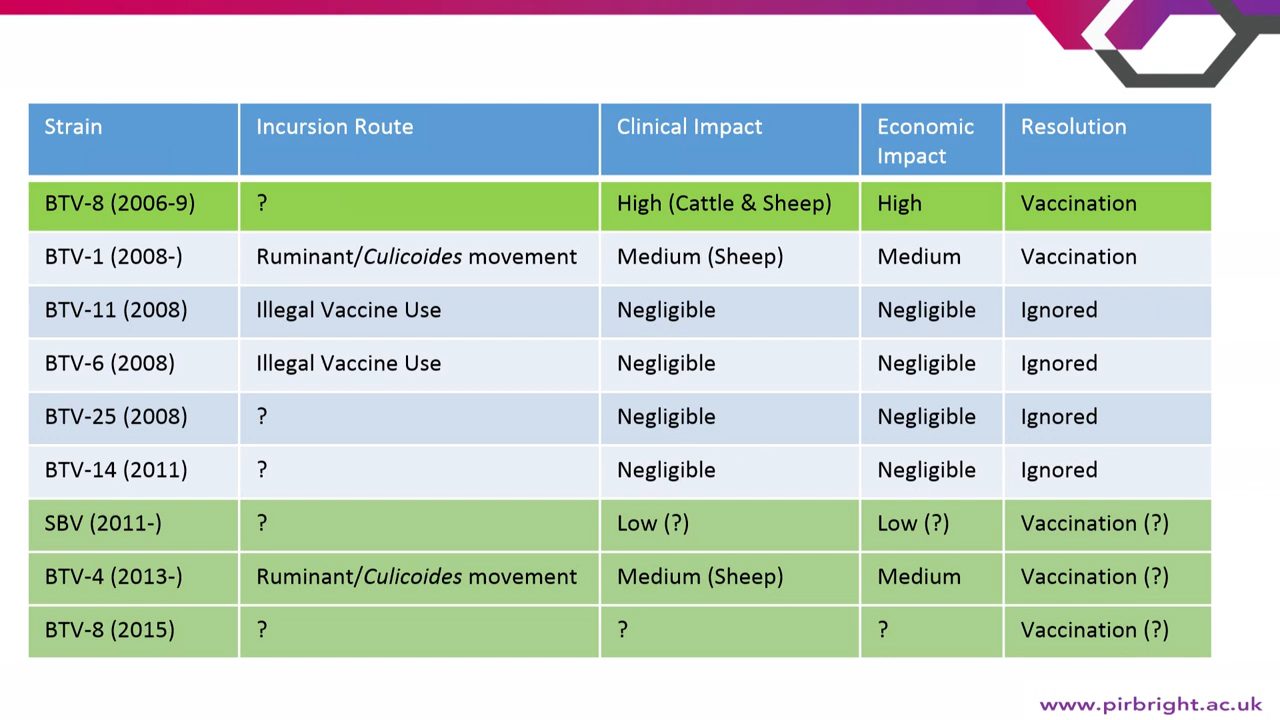 Strain Incursion Route Clinical Impact Economic Impact Resolution
BTV-8 (2006-9) ? High (Cattle & Sheep) High Vaccination
BTV-1 (2008-) Ruminant/Culicoides movement Medium (Sheep) Medium Vaccination
BTV-11 (2008) Illegal Vaccine Use Negligible Negligible Ignored
BTV-6 (2008) Illegal Vaccine Use Negligible Negligible Ignored
BTV-25 (2008) ? Negligible Negligible Ignored
BTV-14 (2011) ? Negligible Negligible Ignored
SBV (2011-) ? Low (?) Low (?) Vaccination (?)
BTV-4 (2013-) Ruminant/Culicoides movement Medium (Sheep) Medium Vaccination (?)
BTV-8 (2015) ? ? ? Vaccination (?)
www.pirbright.ac.uk